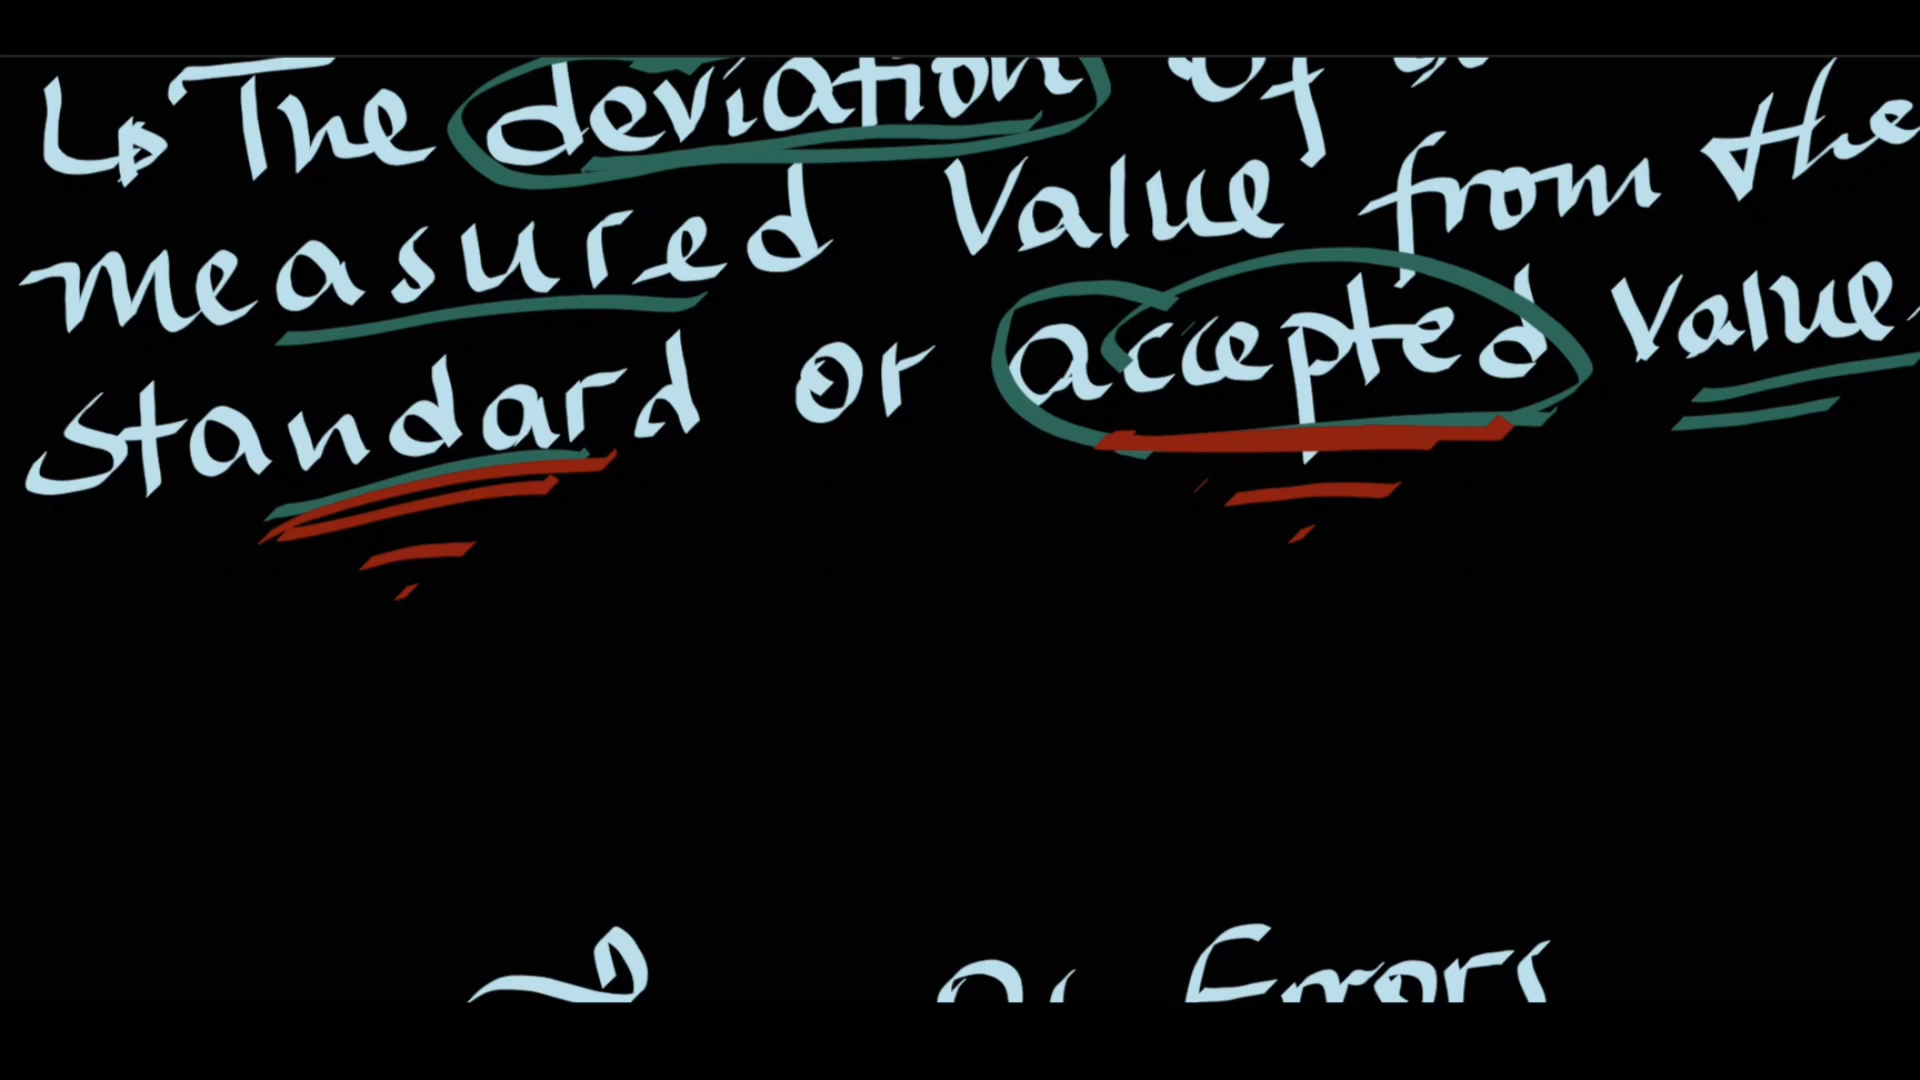 ↳ The deviation of a
measured Value from the
Standard or accepted Value.
Errors